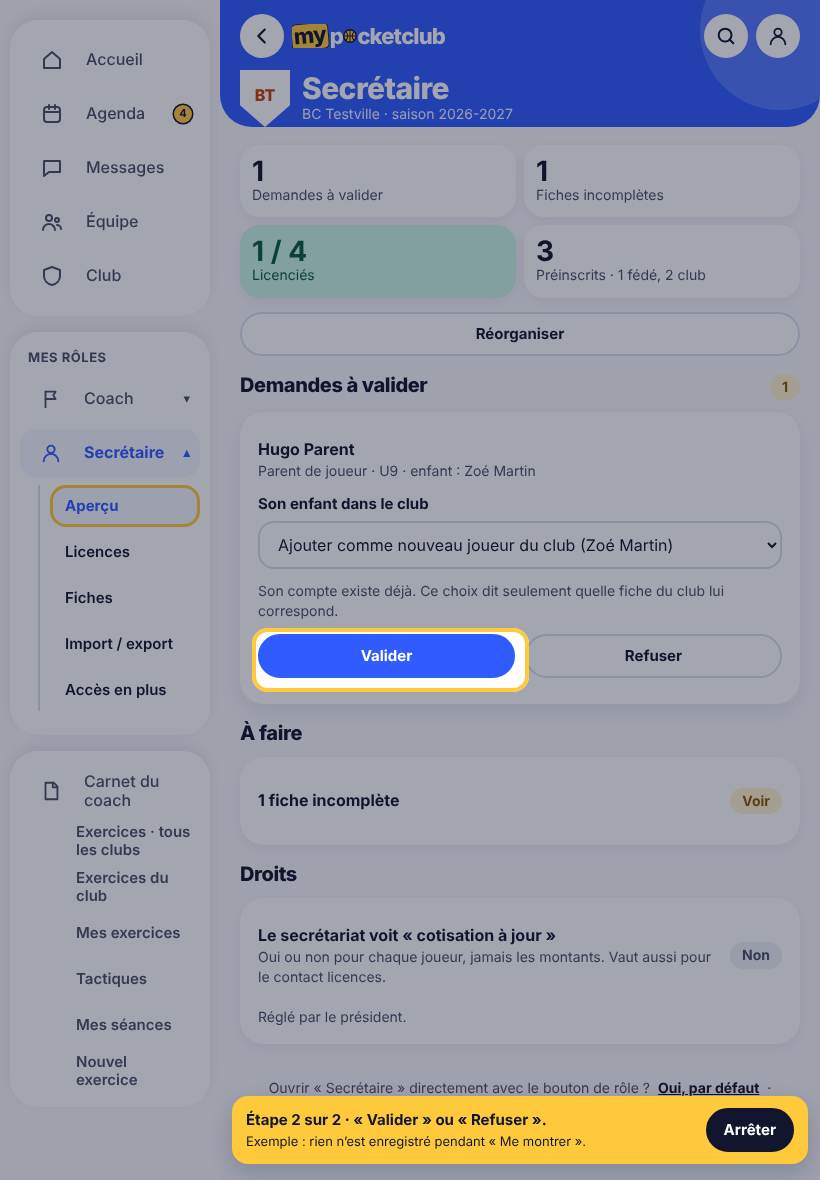 Accueil
Agenda
4
Messages
Équipe
Club
MES RÔLES
Coach
Secrétaire
Aperçu
Licences
Fiches
Import / export
Accès en plus
Carnet du
coach
Exercices · tous
les clubs
Exercices du
club
Mes exercices
Tactiques
Mes séances
Nouvel
exercice
mypocketclub
BT
Secrétaire
BC Testville · saison 2026-2027
1
Demandes à valider
1
Fiches incomplètes
1 / 4
Licenciés
3
Préinscrits · 1 fédé, 2 club
Réorganiser
Demandes à valider
1
Hugo Parent
Parent de joueur · U9 · enfant : Zoé Martin
Son enfant dans le club
Ajouter comme nouveau joueur du club (Zoé Martin)
Son compte existe déjà. Ce choix dit seulement quelle fiche du club lui
correspond.
Valider
Refuser
À faire
1 fiche incomplète
Voir
Droits
Le secrétariat voit « cotisation à jour »
Oui ou non pour chaque joueur, jamais les montants. Vaut aussi pour
le contact licences.
Non
Réglé par le président.
Ouvrir « Secrétaire » directement avec le bouton de rôle ? Oui, par défaut ·
Étape 2 sur 2 · « Valider » ou « Refuser ».
Exemple : rien n’est enregistré pendant « Me montrer ».
Arrêter